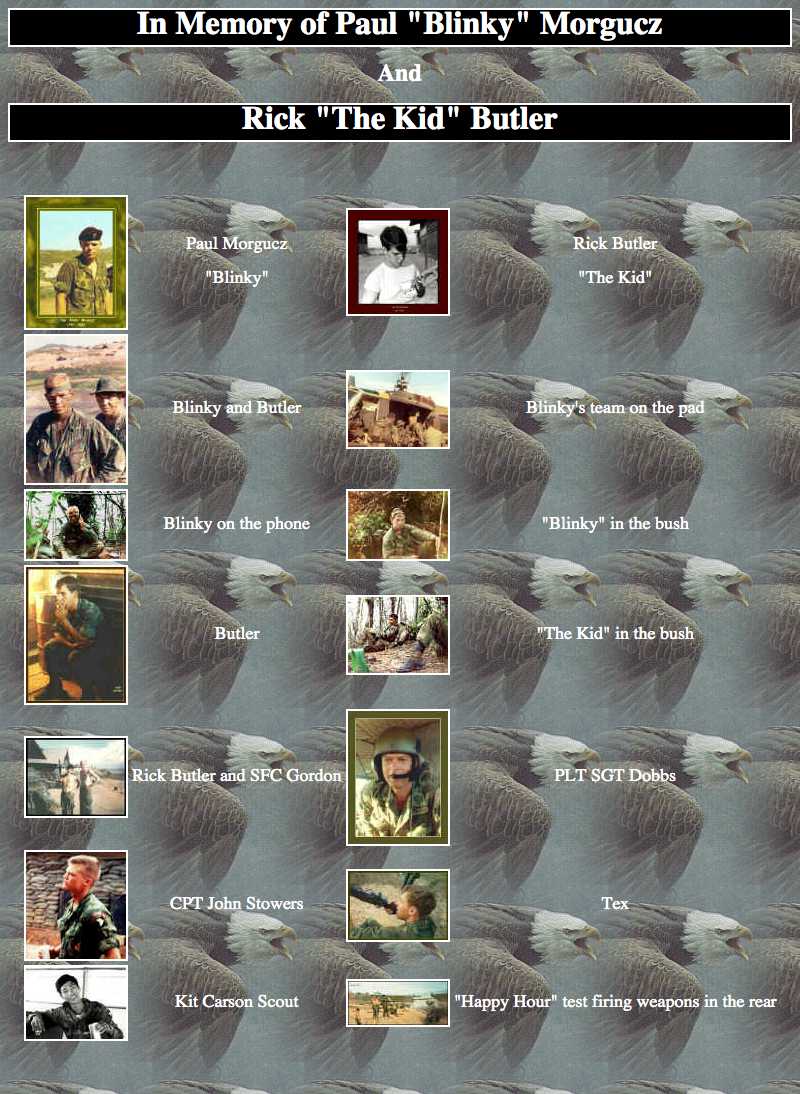 In Memory of Paul "Blinky" Morgucz
And
Rick "The Kid" Butler
Paul Morgucz
"Blinky"
Rick Butler
"The Kid"
Blinky and Butler
Blinky's team on the pad
Blinky on the phone
"Blinky" in the bush
Butler
"The Kid" in the bush
Rick Butler and SFC Gordon
PLT SGT Dobbs
CPT John Stowers
Tex
Kit Carson Scout
"Happy Hour" test firing weapons in the rear